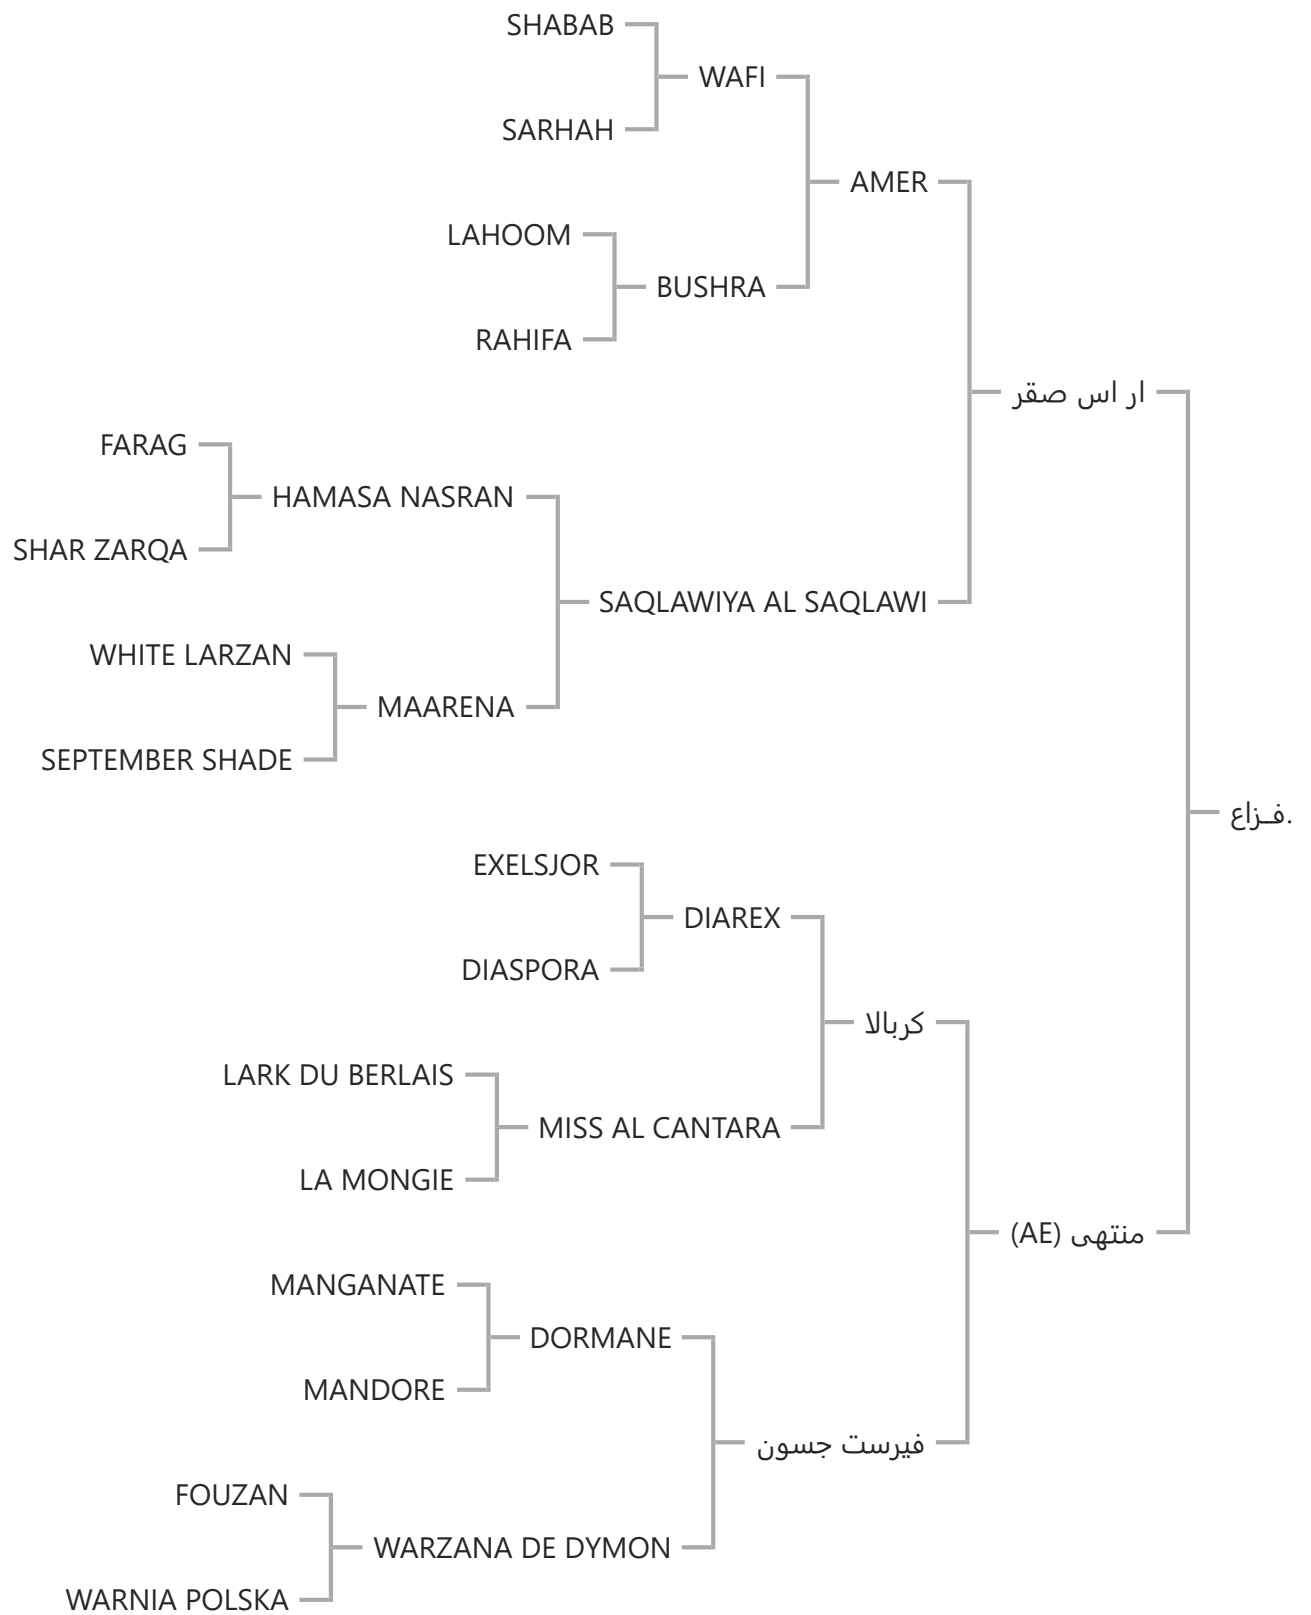 SHABAB
WAFI
SARHAH
AMER
LAHOOM
BUSHRA
RAHIFA
ار اس صقر
FARAG
HAMASA NASRAN
SHAR ZARQA
SAQLAWIYA AL SAQLAWI
WHITE LARZAN
MAARENA
SEPTEMBER SHADE
فـزاع.
EXELSJOR
DIAREX
DIASPORA
كربالا
LARK DU BERLAIS
MISS AL CANTARA
LA MONGIE
منتهى (AE)
MANGANATE
DORMANE
MANDORE
فيرست جسون
FOUZAN
WARZANA DE DYMON
WARNIA POLSKA